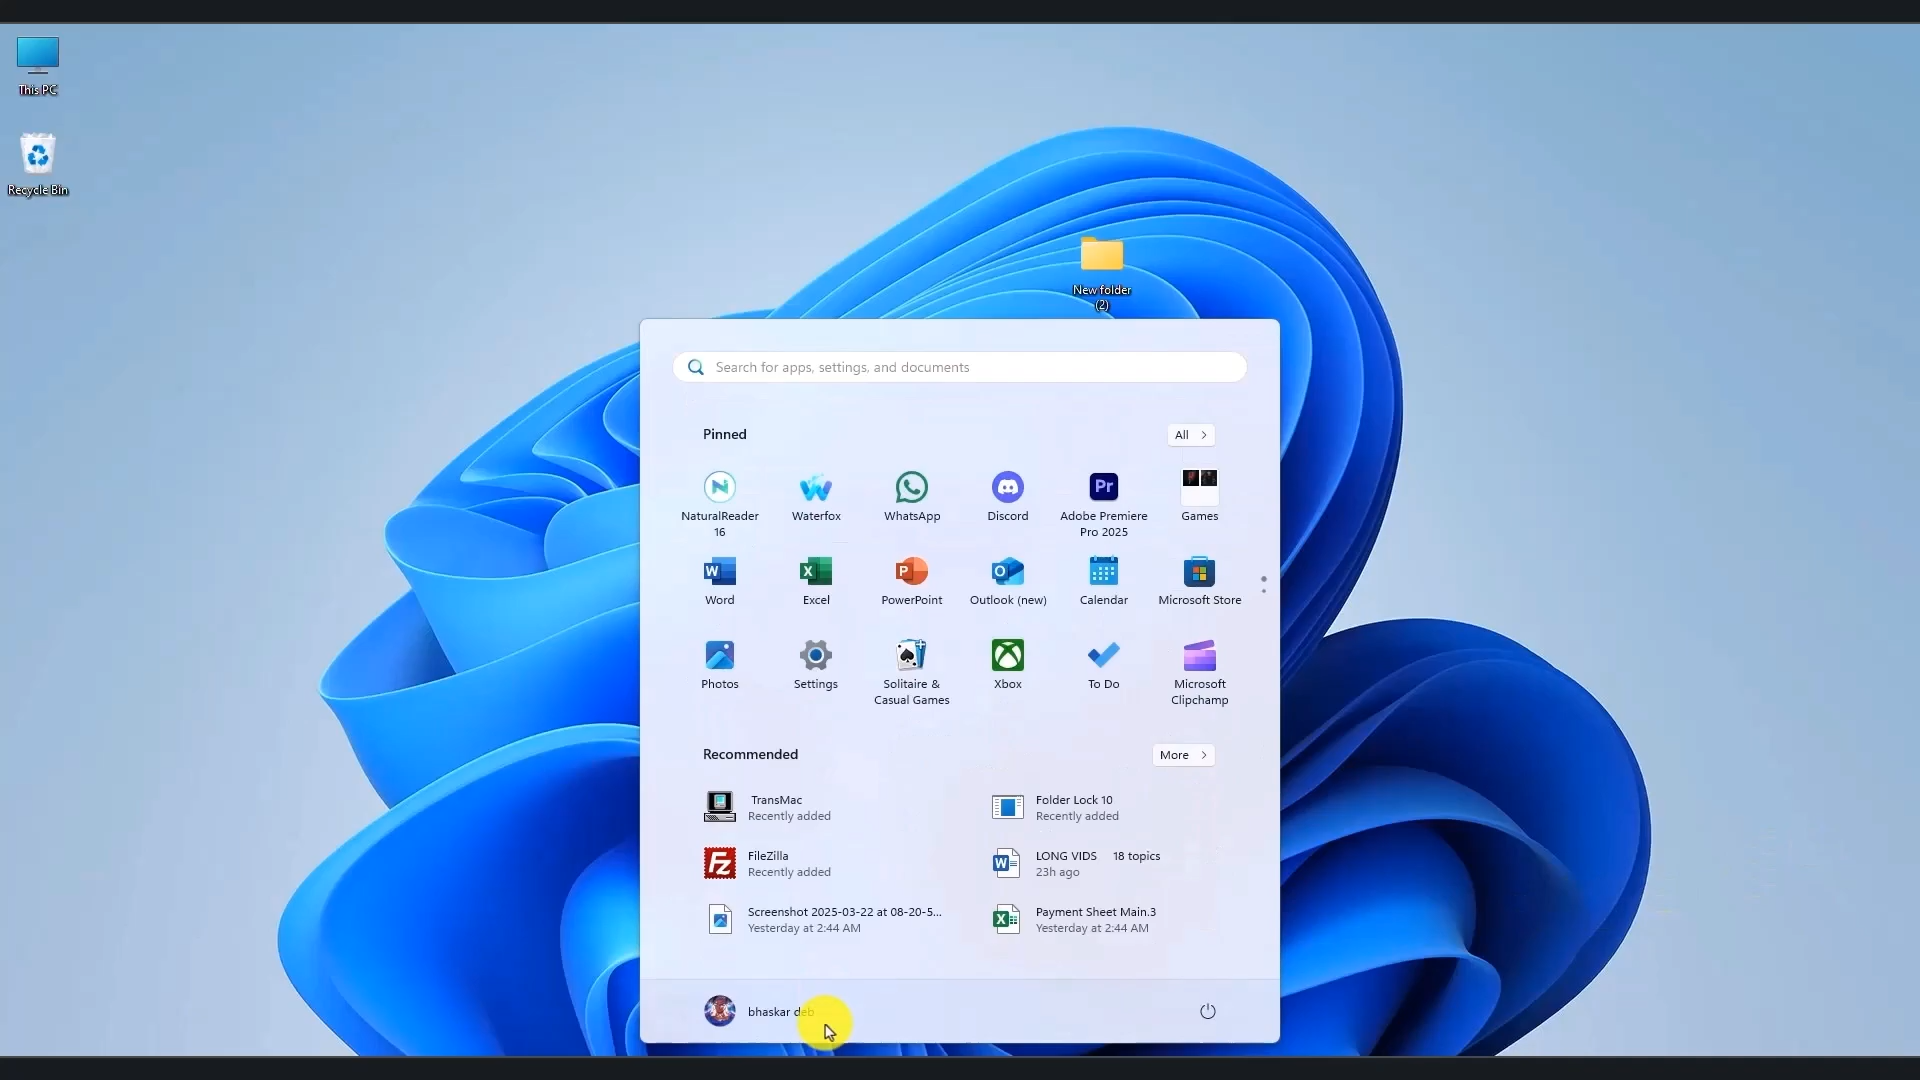 This PC
Recycle Bin
New folder
(2)
Search for apps, settings, and documents
Pinned
All
NaturalReader
16
Waterfox
WhatsApp
Discord
Pr
Adobe Premiere
Pro 2025
Games
Word
Excel
PowerPoint
Outlook (new)
Calendar
Microsoft Store
Photos
Settings
Solitaire &
Casual Games
Xbox
To Do
Microsoft
Clipchamp
Recommended
More
TransMac
Recently added
Folder Lock 10
Recently added
FileZilla
Recently added
LONG VIDS 18 topics
23h ago
Screenshot 2025-03-22 at 08-20-5...
Yesterday at 2:44 AM
Payment Sheet Main.3
Yesterday at 2:44 AM
bhaskar deb